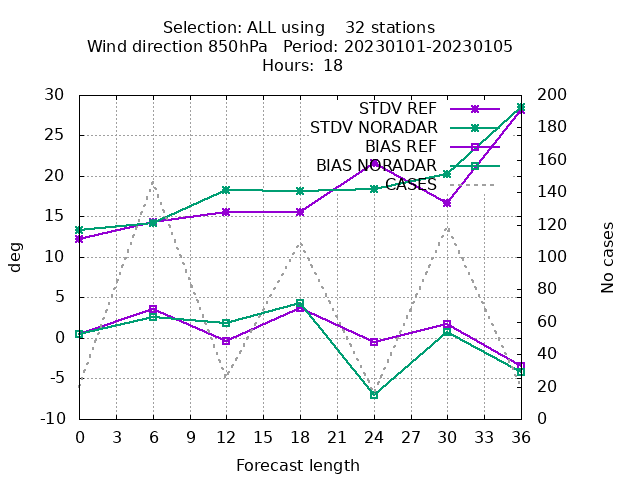 Selection: ALL using    32 stations
Wind direction 850hPa   Period: 20230101-20230105
Hours: 18
STDV REF
STDV NORADAR
BIAS REF
BIAS NORADAR
CASES
30
25
20
15
10
5
0
-5
-10
deg
200
180
160
140
120
100
80
60
40
20
0
No cases
0 3 6 9 12 15 18 21 24 27 30 33 36
Forecast length